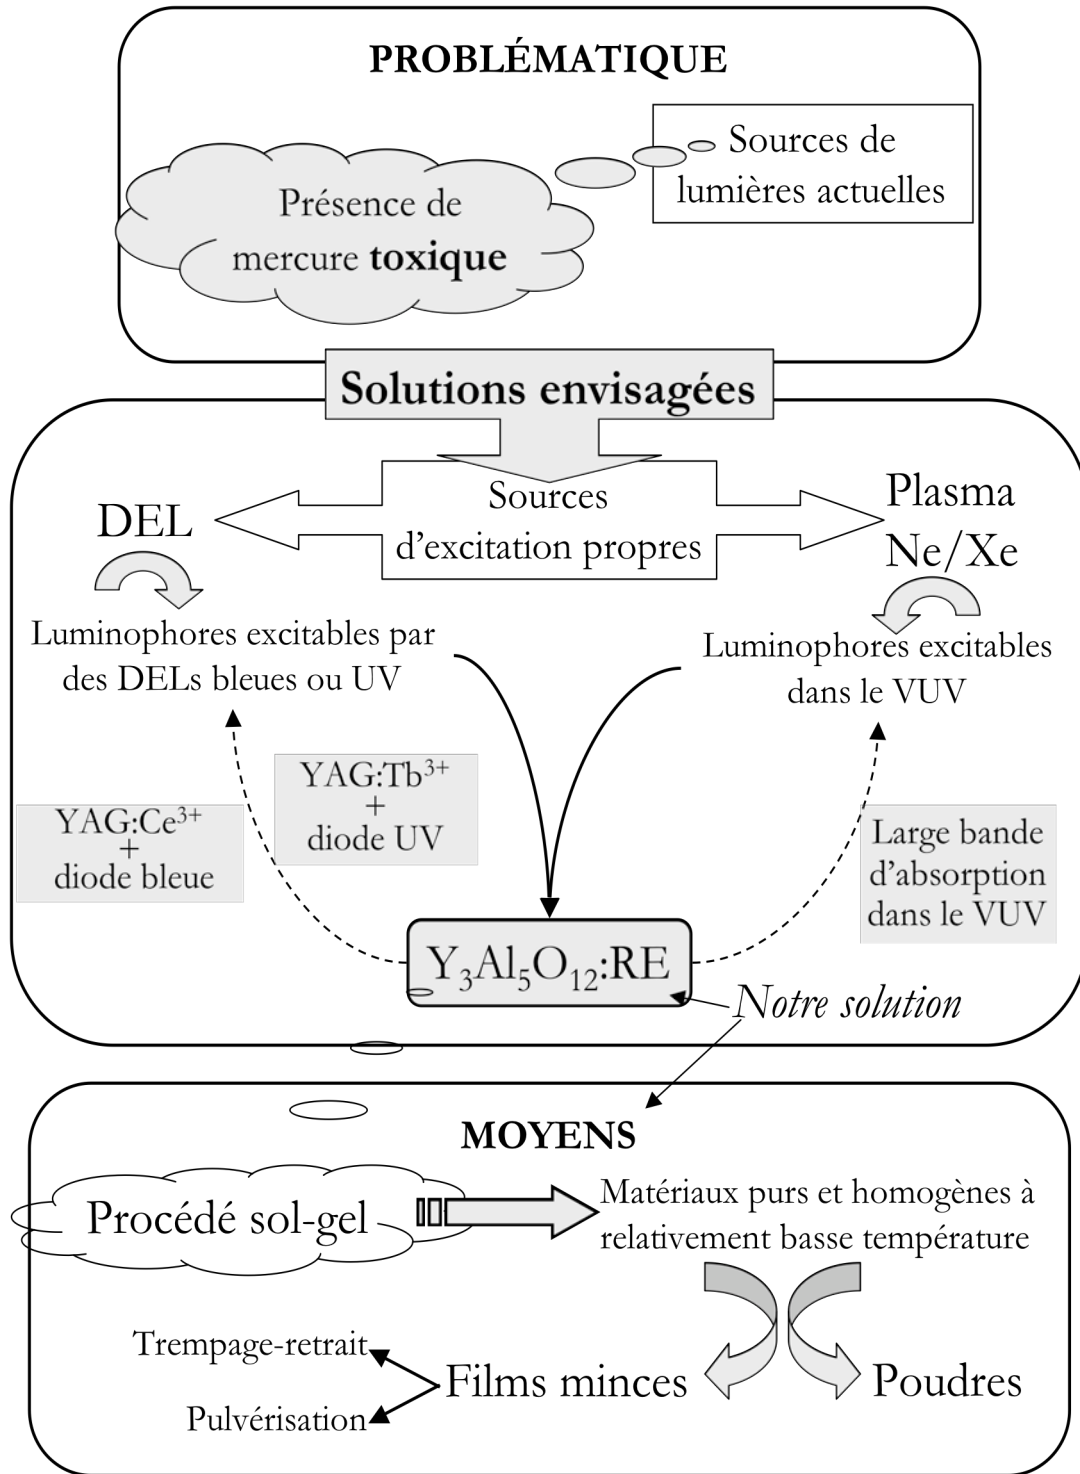 PROBLÉMATIQUE
Sources de
lumières actuelles
Présence de
mercure toxique
Solutions envisagées
Sources
d'excitation propres
DEL
Plasma
Ne/Xe
Luminophores excitables par
des DELs bleues ou UV
Luminophores excitables
dans le VUV
YAG:Tb³⁺
+
diode UV
YAG:Ce³⁺
+
diode bleue
Large bande
d'absorption
dans le VUV
Y₃Al₅O₁₂:RE
Notre solution
MOYENS
Procédé sol-gel
Matériaux purs et homogènes à
relativement basse température
Trempage-retrait
Films minces
Poudres
Pulvérisation